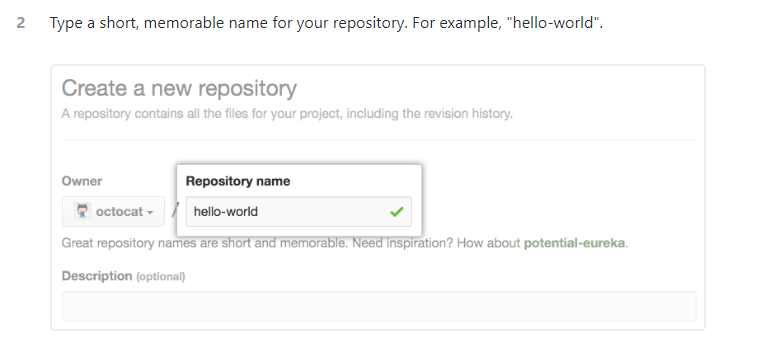 2 Type a short, memorable name for your repository. For example, "hello-world".
Create a new repository
A repository contains all the files for your project, including the revision history.
Owner Repository name
octocat / hello-world
Great repository names are short and memorable. Need inspiration? How about potential-eureka.
Description (optional)